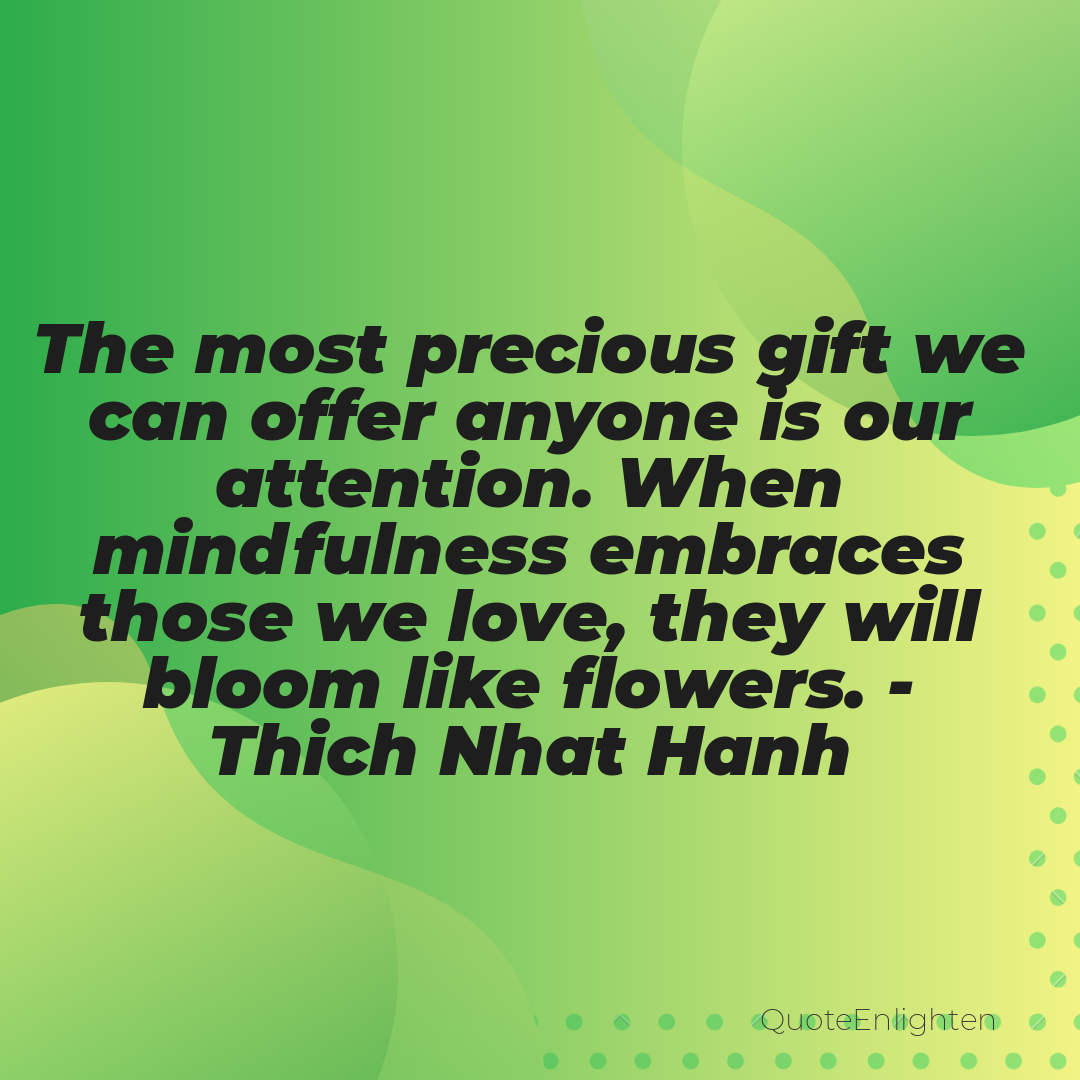 The most precious gift we
can offer anyone is our
attention. When
mindfulness embraces
those we love, they will
bloom like flowers. -
Thich Nhat Hanh
QuoteEnlighten